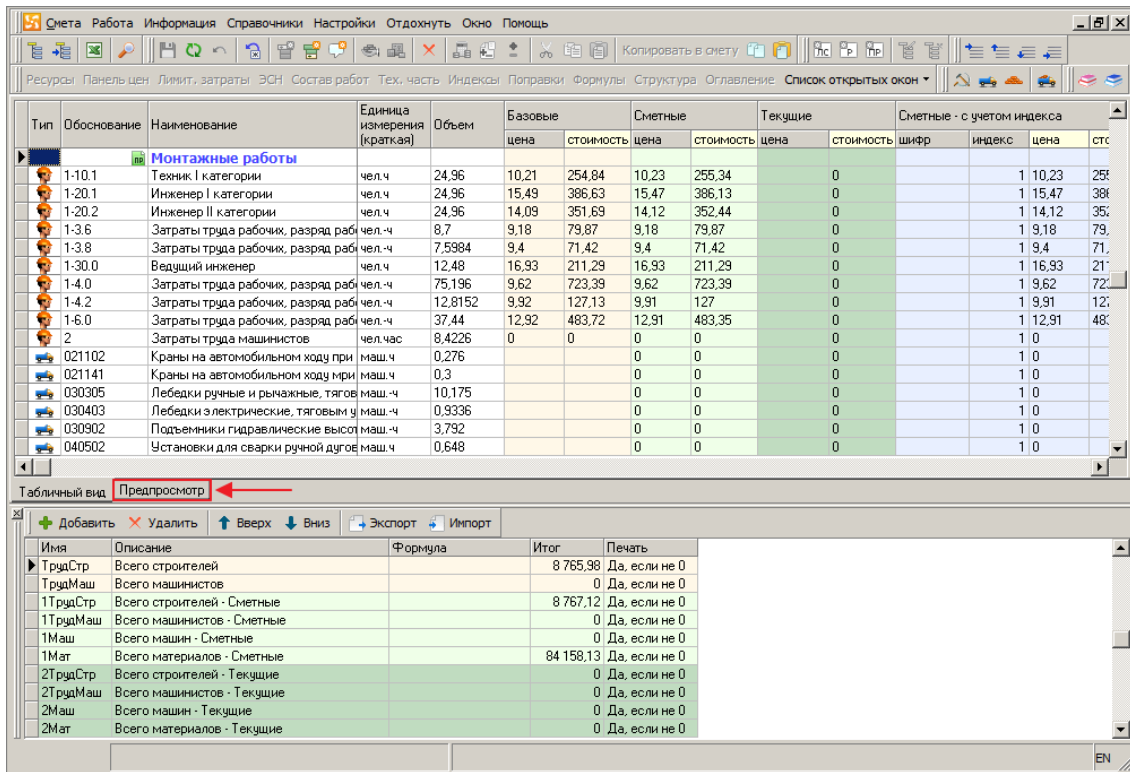 Смета Работа Информация Справочники Настройки Отдохнуть Окно Помощь
Копировать в смету
Ресурсы Панель цен Лимит. затраты ЭСН Состав работ Тех. часть Индексы Поправки Формулы Структура Оглавление Список открытых окон
Тип Обоснование Наименование Единица измерения (краткая) Объем Базовые Сметные Текущие Сметные - с учетом индекса
цена стоимость цена стоимость цена стоимость шифр индекс цена сто
Монтажные работы
1-10.1 Техник I категории чел.ч 24,96 10,21 254,84 10,23 255,34 0 1 10,23 255
1-20.1 Инженер I категории чел.ч 24,96 15,49 386,63 15,47 386,13 0 1 15,47 386
1-20.2 Инженер II категории чел.ч 24,96 14,09 351,69 14,12 352,44 0 1 14,12 352
1-3.6 Затраты труда рабочих, разряд раб чел.-ч 8,7 9,18 79,87 9,18 79,87 0 1 9,18 79,
1-3.8 Затраты труда рабочих, разряд раб чел.-ч 7,5984 9,4 71,42 9,4 71,42 0 1 9,4 71,
1-30.0 Ведущий инженер чел.ч 12,48 16,93 211,29 16,93 211,29 0 1 16,93 211
1-4.0 Затраты труда рабочих, разряд раб чел.-ч 75,196 9,62 723,39 9,62 723,39 0 1 9,62 723
1-4.2 Затраты труда рабочих, разряд раб чел.-ч 12,8152 9,92 127,13 9,91 127 0 1 9,91 127
1-6.0 Затраты труда рабочих, разряд раб чел.-ч 37,44 12,92 483,72 12,91 483,35 0 1 12,91 483
2 Затраты труда машинистов чел.час 8,4226 0 0 0 0 0 1 0
021102 Краны на автомобильном ходу при маш.ч 0,276 0 0 0 1 0
021141 Краны на автомобильном ходу мри маш.ч 0,3 0 0 0 1 0
030305 Лебедки ручные и рычажные, тягов маш.-ч 10,175 0 0 0 1 0
030403 Лебедки электрические, тяговым у маш.-ч 0,9336 0 0 0 1 0
030902 Подъемники гидравлические высот маш.-ч 3,792 0 0 0 1 0
040502 Установки для сварки ручной дугов маш.ч 0,648 0 0 0 1 0
Табличный вид Предпросмотр
Добавить Удалить Вверх Вниз Экспорт Импорт
Имя Описание Формула Итог Печать
ТрудСтр Всего строителей 8 765,98 Да, если не 0
ТрудМаш Всего машинистов 0 Да, если не 0
1ТрудСтр Всего строителей - Сметные 8 767,12 Да, если не 0
1ТрудМаш Всего машинистов - Сметные 0 Да, если не 0
1Маш Всего машин - Сметные 0 Да, если не 0
1Мат Всего материалов - Сметные 84 158,13 Да, если не 0
2ТрудСтр Всего строителей - Текущие 0 Да, если не 0
2ТрудМаш Всего машинистов - Текущие 0 Да, если не 0
2Маш Всего машин - Текущие 0 Да, если не 0
2Мат Всего материалов - Текущие 0 Да, если не 0
EN